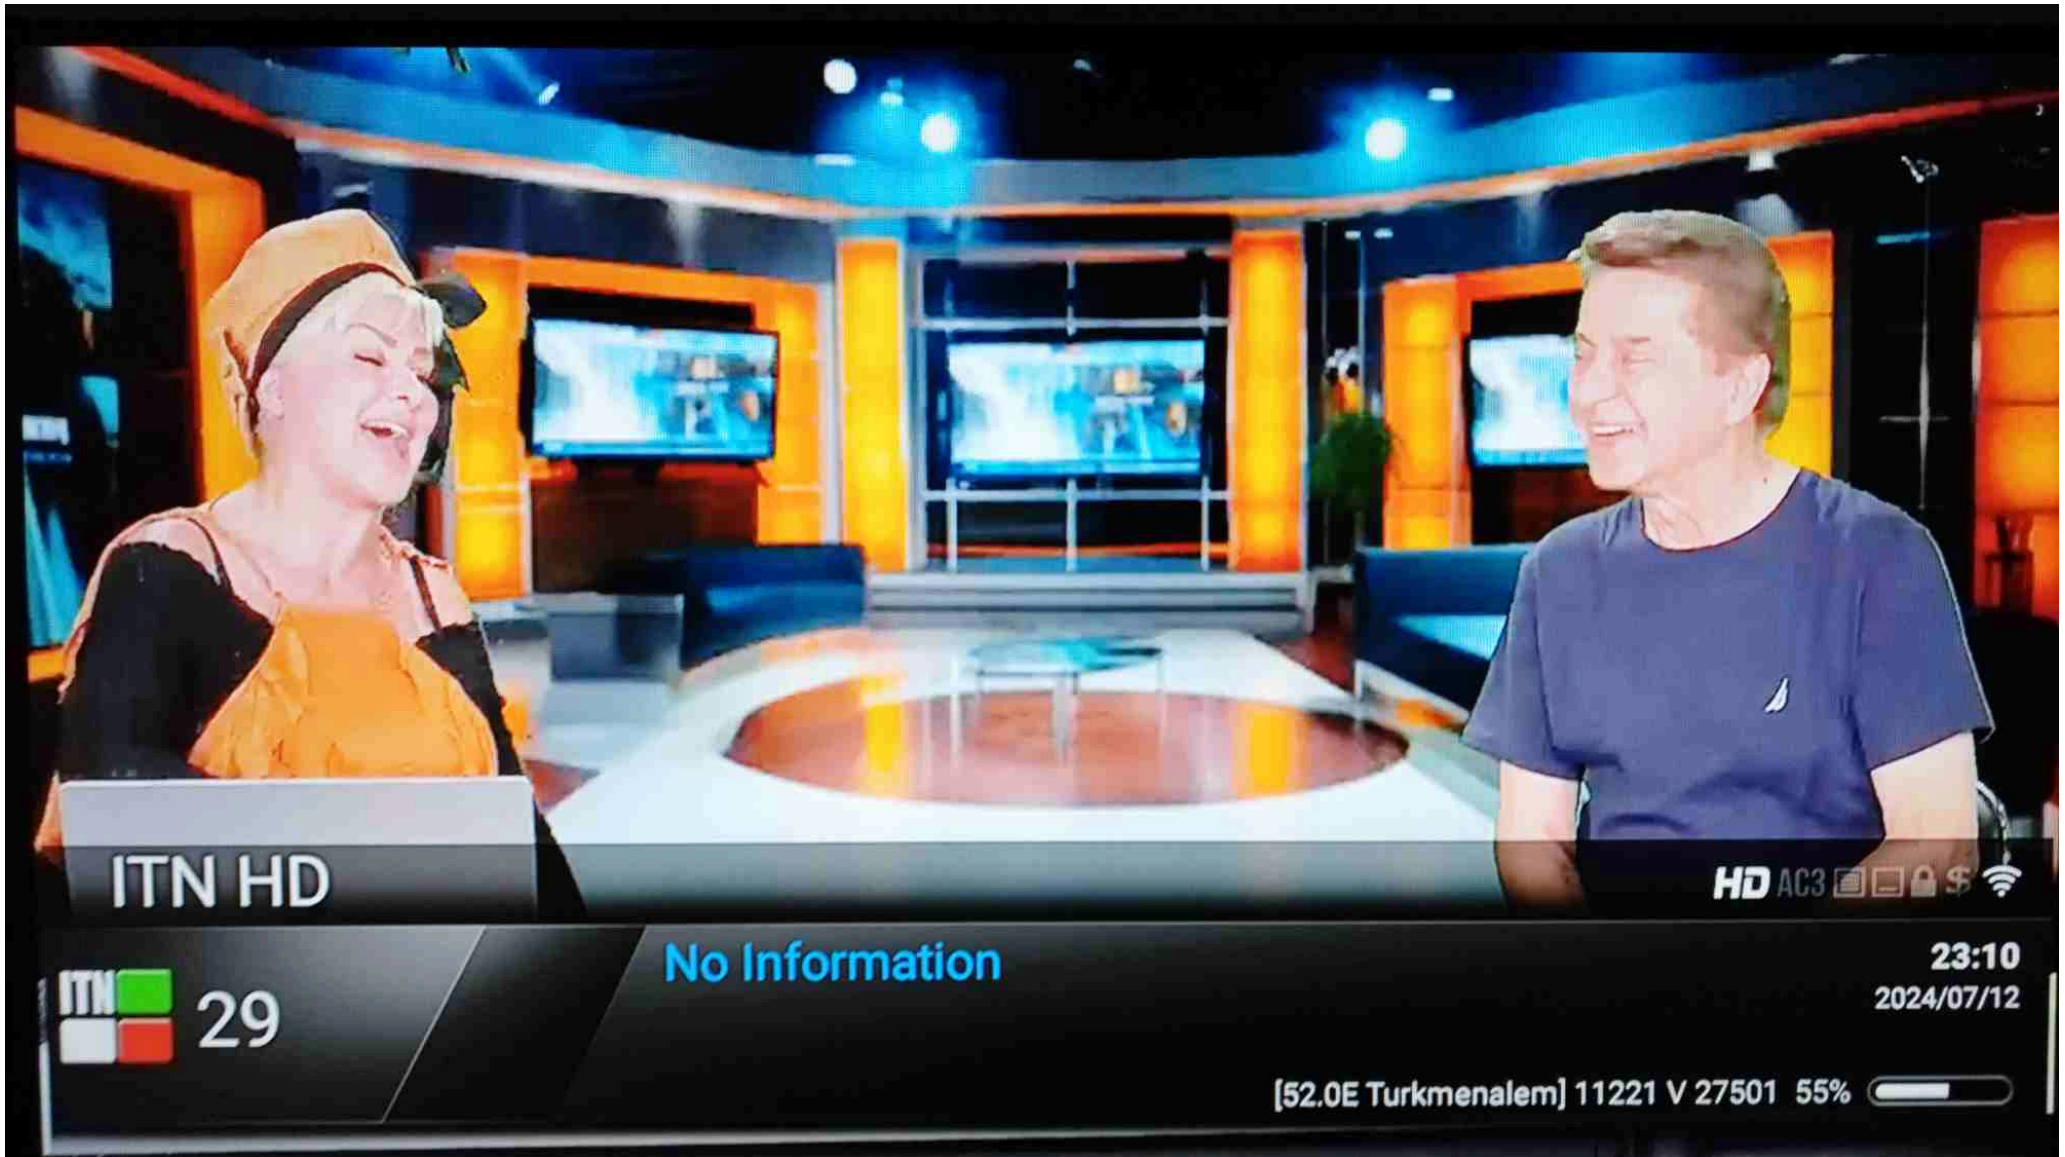 ITN HD
HD AC3 $
ITN
29
No Information
23:10
2024/07/12
[52.0E Turkmenalem] 11221 V 27501 55%